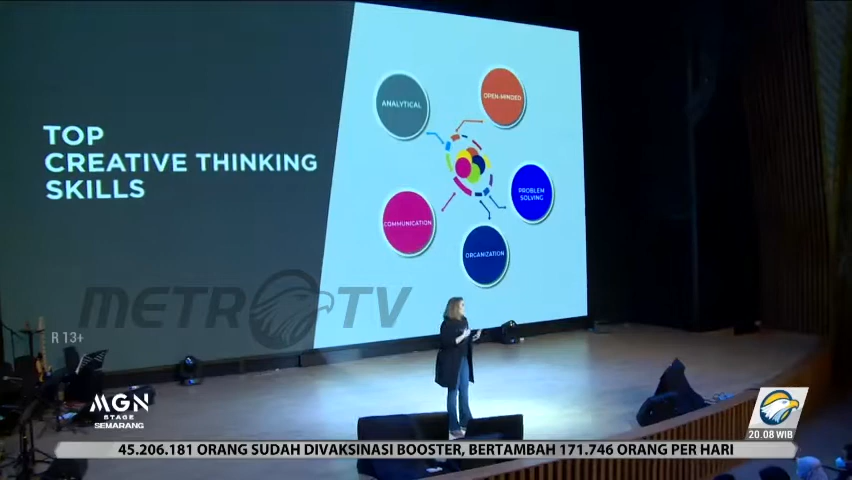 TOP
CREATIVE THINKING
SKILLS
ANALYTICAL
OPEN-MINDED
PROBLEM
SOLVING
COMMUNICATION
ORGANIZATION
METRO TV
R 13+
MGN
STAGE
SEMARANG
20.08 WIB
45.206.181 ORANG SUDAH DIVAKSINASI BOOSTER, BERTAMBAH 171.746 ORANG PER HARI